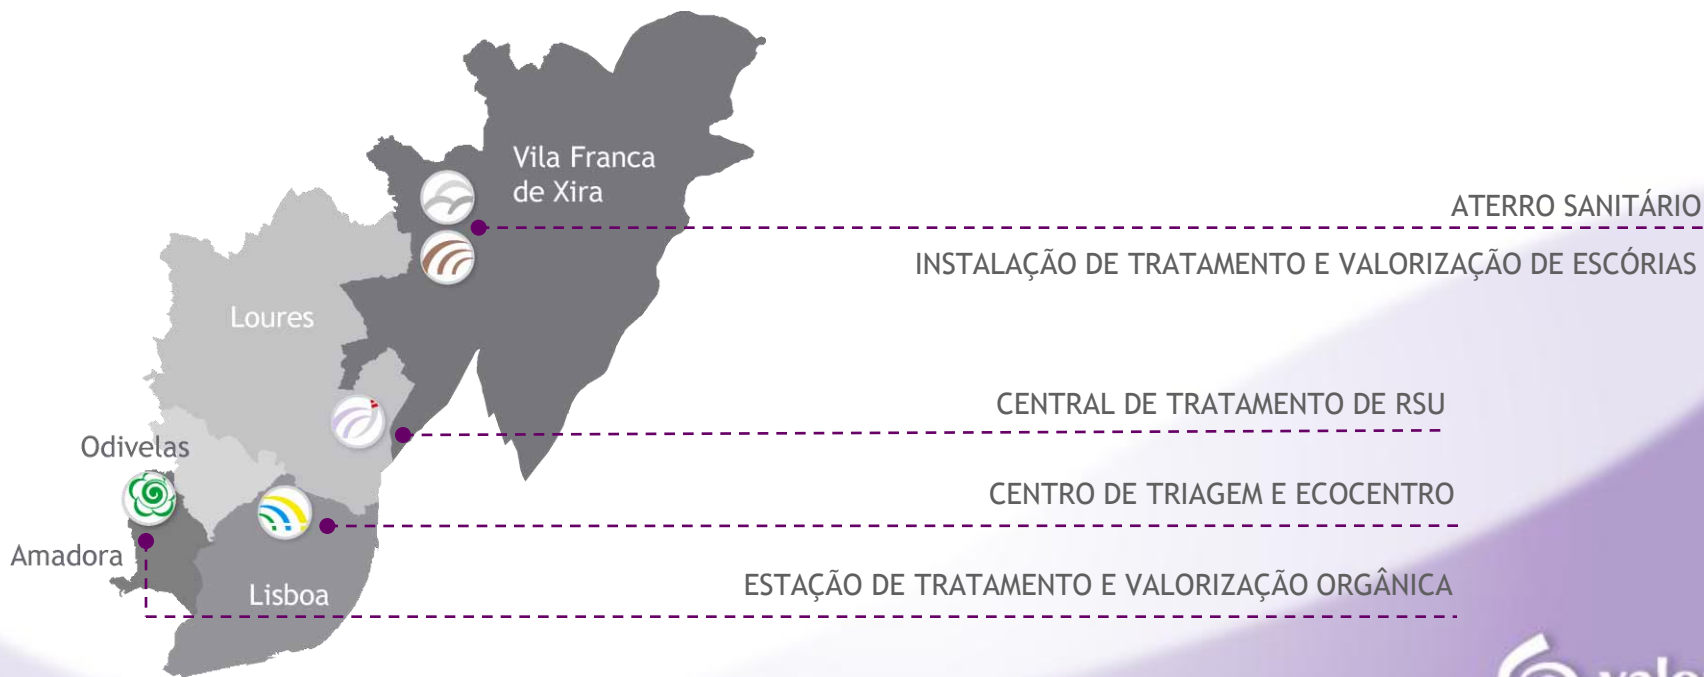 Vila Franca
de Xira
ATERRO SANITÁRIO
INSTALAÇÃO DE TRATAMENTO E VALORIZAÇÃO DE ESCÓRIAS
Loures
CENTRAL DE TRATAMENTO DE RSU
Odivelas
CENTRO DE TRIAGEM E ECOCENTRO
Amadora
ESTAÇÃO DE TRATAMENTO E VALORIZAÇÃO ORGÂNICA
Lisboa